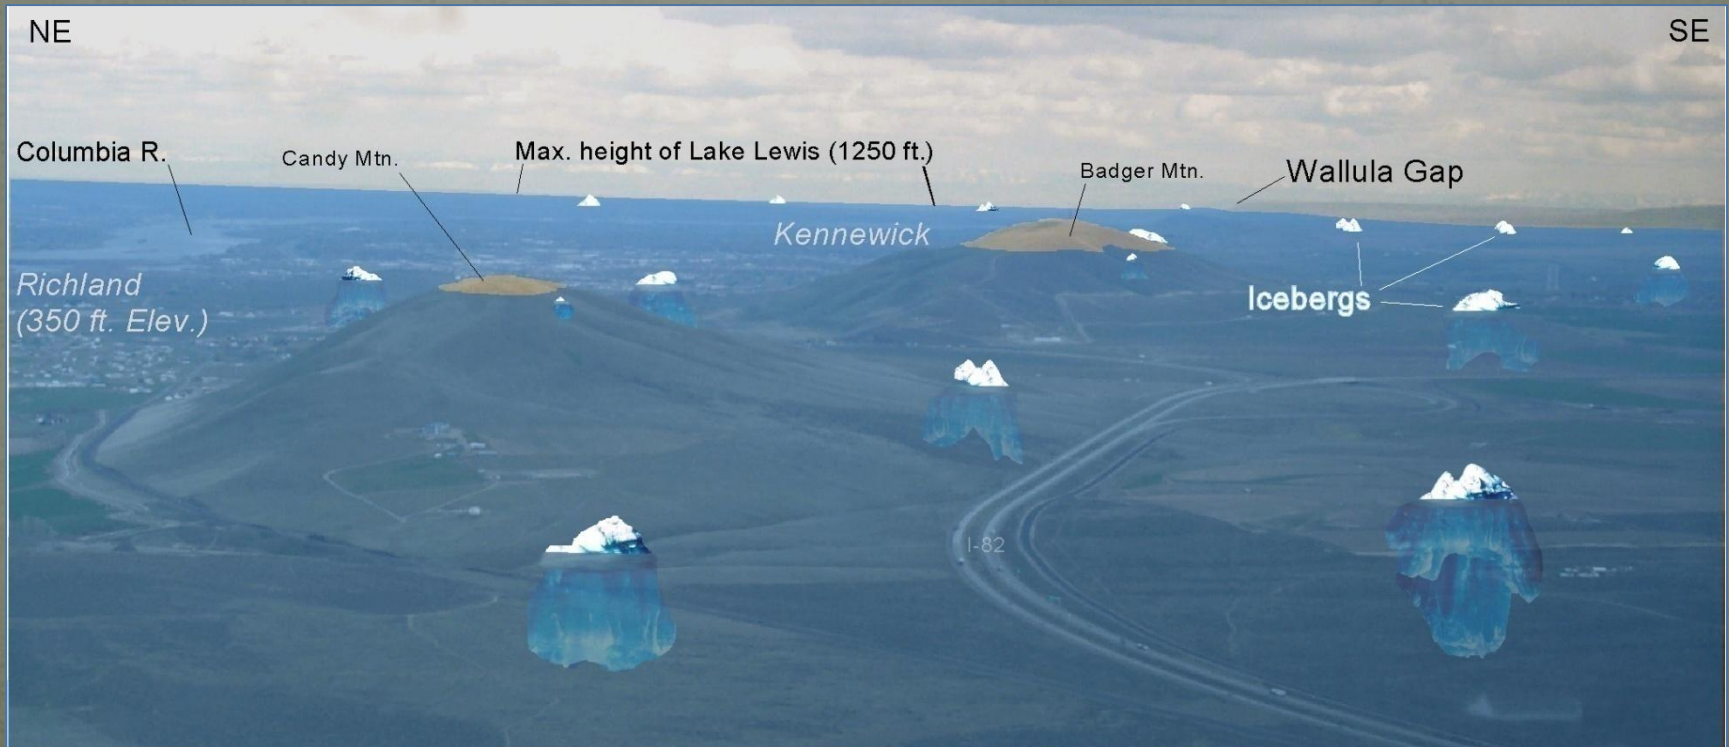 NE
SE
Columbia R.
Candy Mtn.
Max. height of Lake Lewis (1250 ft.)
Badger Mtn.
Wallula Gap
Kennewick
Richland
(350 ft. Elev.)
Icebergs
I-82